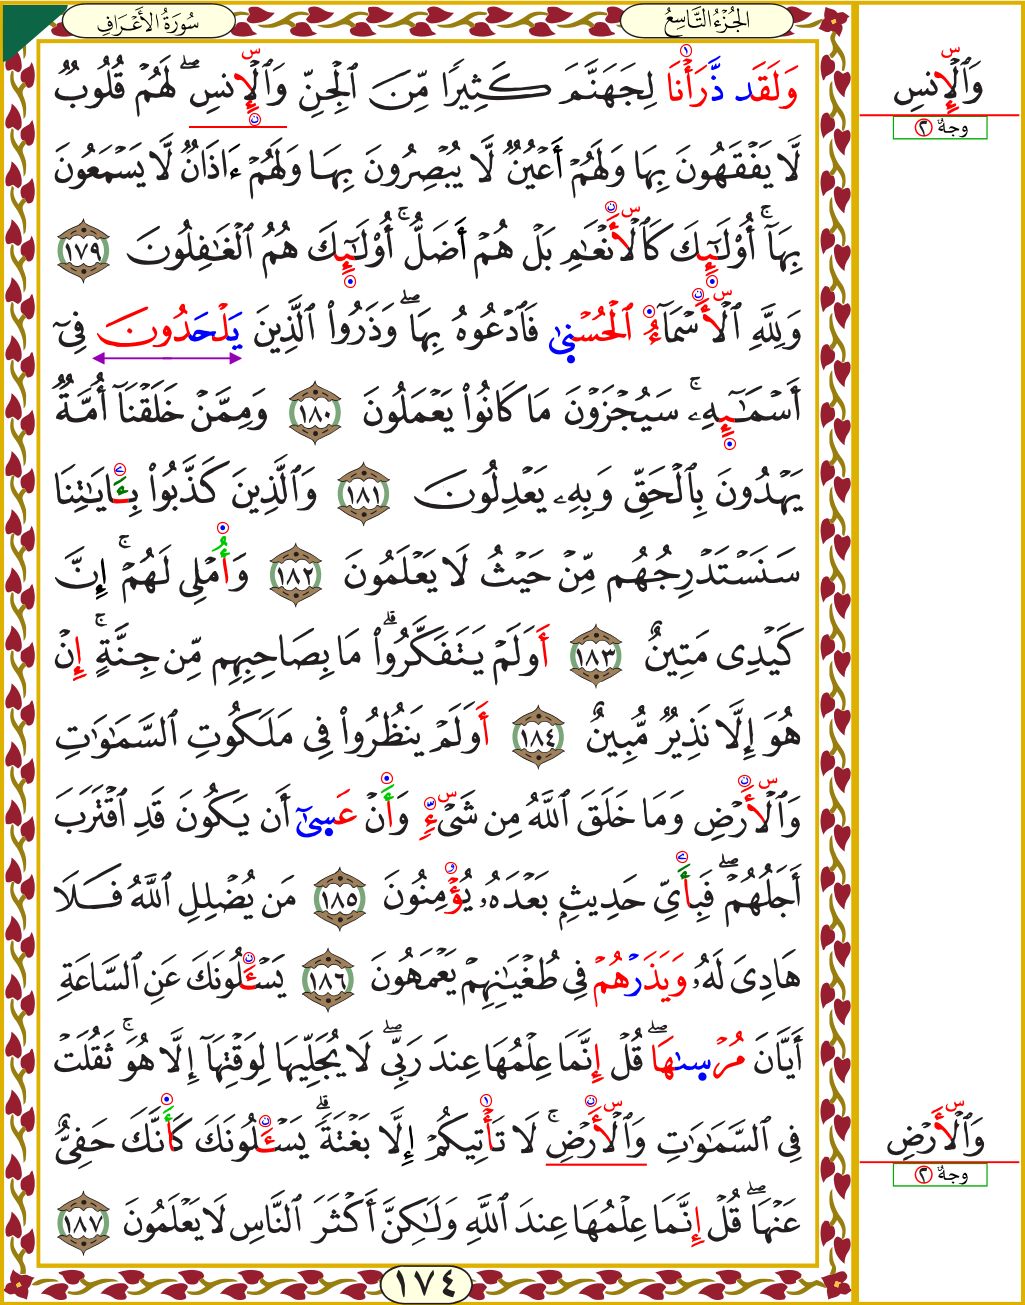 الجُزْءُ التَّاسِعُ
سُورَةُ الأَعْرَافِ
وَلَقَد ذَّرَأْنَا لِجَهَنَّمَ كَثِيرًا مِّنَ ٱلْجِنِّ وَٱلْإِنسِ ۖ لَهُمْ قُلُوبٌ
لَّا يَفْقَهُونَ بِهَا وَلَهُمْ أَعْيُنٌ لَّا يُبْصِرُونَ بِهَا وَلَهُمْ ءَاذَانٌ لَّا يَسْمَعُونَ
بِهَآ ۚ أُوْلَـٰٓئِكَ كَٱلْأَنْعَـٰمِ بَلْ هُمْ أَضَلُّ ۚ أُوْلَـٰٓئِكَ هُمُ ٱلْغَـٰفِلُونَ ١٧٩
وَلِلَّهِ ٱلْأَسْمَآءُ ٱلْحُسْنَىٰ فَٱدْعُوهُ بِهَا ۖ وَذَرُواْ ٱلَّذِينَ يَلْحَدُونَ فِىٓ
أَسْمَـٰٓئِهِۦ ۚ سَيُجْزَوْنَ مَا كَانُواْ يَعْمَلُونَ ١٨٠ وَمِمَّنْ خَلَقْنَآ أُمَّةٌ
يَهْدُونَ بِٱلْحَقِّ وَبِهِۦ يَعْدِلُونَ ١٨١ وَٱلَّذِينَ كَذَّبُواْ بِـَٔايَـٰتِنَا
سَنَسْتَدْرِجُهُم مِّنْ حَيْثُ لَا يَعْلَمُونَ ١٨٢ وَأُمْلِى لَهُمْ ۚ إِنَّ
كَيْدِى مَتِينٌ ١٨٣ أَوَلَمْ يَتَفَكَّرُواْ ۗ مَا بِصَاحِبِهِم مِّن جِنَّةٍ ۚ إِنْ
هُوَ إِلَّا نَذِيرٌ مُّبِينٌ ١٨٤ أَوَلَمْ يَنظُرُواْ فِى مَلَكُوتِ ٱلسَّمَـٰوَٰتِ
وَٱلْأَرْضِ وَمَا خَلَقَ ٱللَّهُ مِن شَىْءٍ وَأَنْ عَسَىٰٓ أَن يَكُونَ قَدِ ٱقْتَرَبَ
أَجَلُهُمْ ۖ فَبِأَىِّ حَدِيثٍ بَعْدَهُۥ يُؤْمِنُونَ ١٨٥ مَن يُضْلِلِ ٱللَّهُ فَلَا
هَادِىَ لَهُۥ وَيَذَرْهُمْ فِى طُغْيَـٰنِهِمْ يَعْمَهُونَ ١٨٦ يَسْـَٔلُونَكَ عَنِ ٱلسَّاعَةِ
أَيَّانَ مُرْسَىٰهَا ۖ قُلْ إِنَّمَا عِلْمُهَا عِندَ رَبِّى ۖ لَا يُجَلِّيهَا لِوَقْتِهَآ إِلَّا هُوَ ۚ ثَقُلَتْ
فِى ٱلسَّمَـٰوَٰتِ وَٱلْأَرْضِ ۚ لَا تَأْتِيكُمْ إِلَّا بَغْتَةً ۗ يَسْـَٔلُونَكَ كَأَنَّكَ حَفِىٌّ
عَنْهَا ۖ قُلْ إِنَّمَا عِلْمُهَا عِندَ ٱللَّهِ وَلَـٰكِنَّ أَكْثَرَ ٱلنَّاسِ لَا يَعْلَمُونَ ١٨٧
١٧٤
وَٱلْإِنسِ
وجهٌ ٢
وَٱلْأَرْضِ
وجهٌ ٢